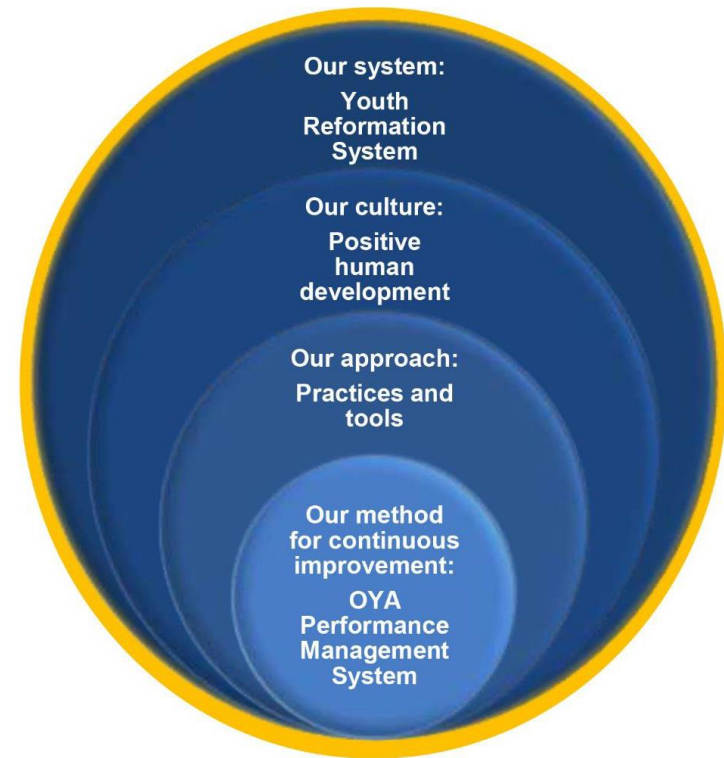 Our system:
Youth
Reformation
System
Our culture:
Positive
human
development
Our approach:
Practices and
tools
Our method
for continuous
improvement:
OYA
Performance
Management
System